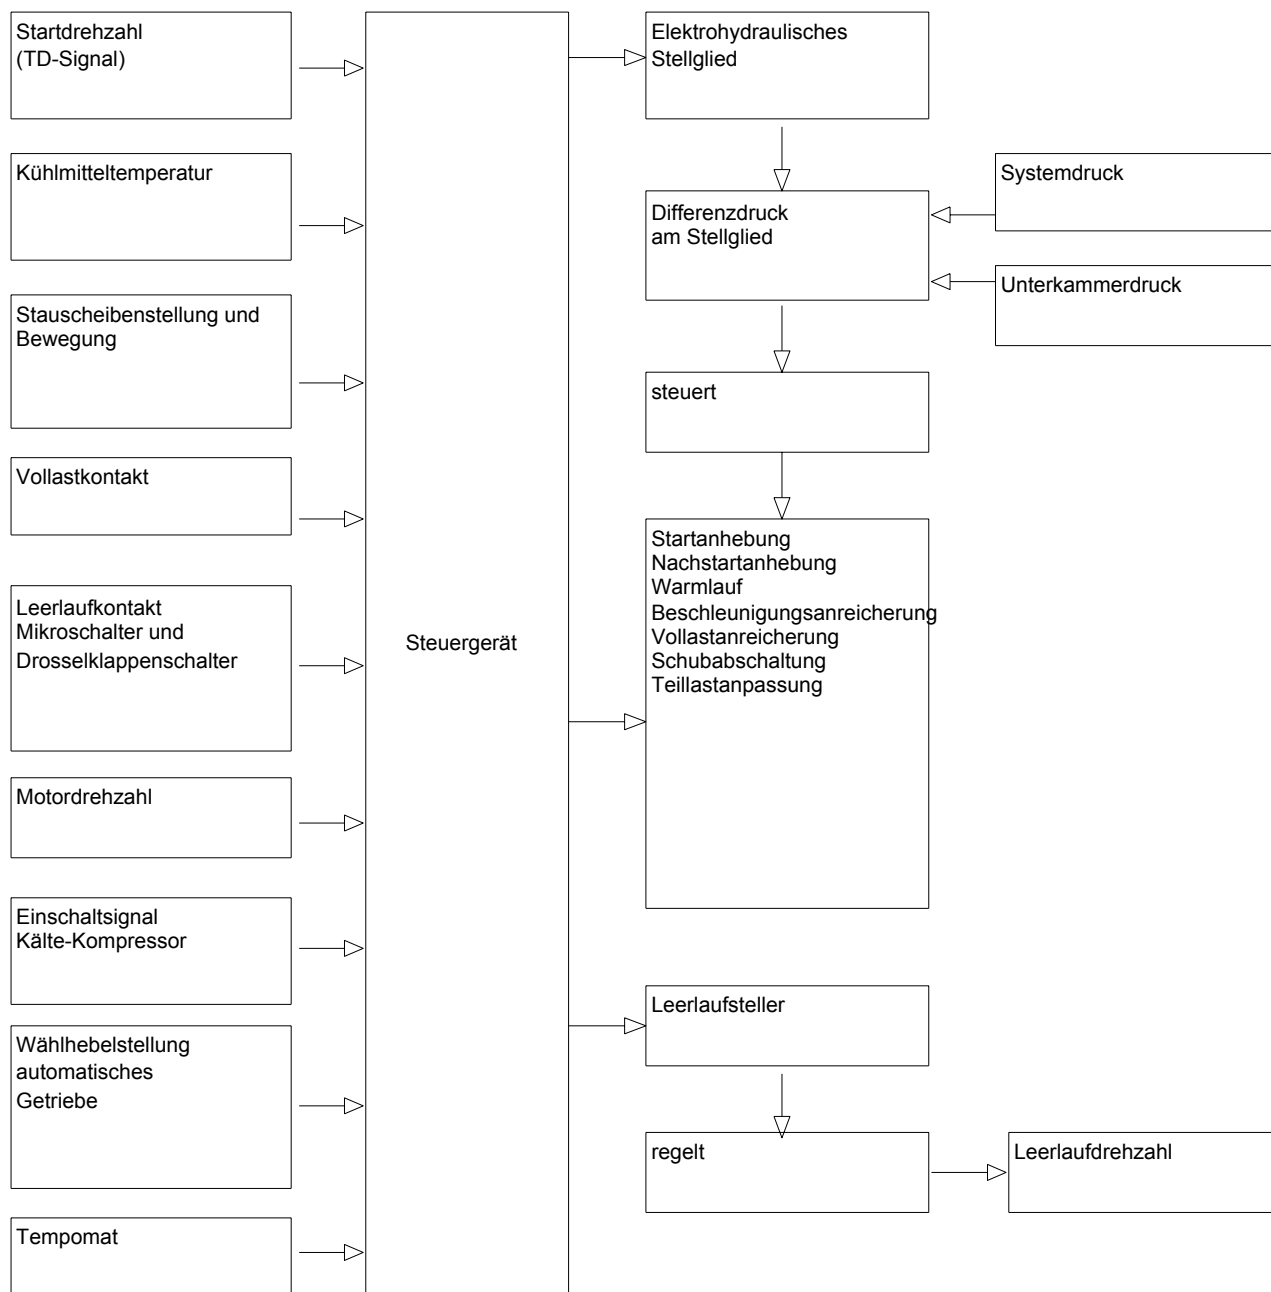 Startdrehzahl
(TD-Signal)
Kühlmitteltemperatur
Stauscheibenstellung und
Bewegung
Vollastkontakt
Leerlaufkontakt
Mikroschalter und
Drosselklappenschalter
Motordrehzahl
Einschaltsignal
Kälte-Kompressor
Wählhebelstellung
automatisches
Getriebe
Tempomat
Steuergerät
Elektrohydraulisches
Stellglied
Differenzdruck
am Stellglied
Systemdruck
Unterkammerdruck
steuert
Startanhebung
Nachstartanhebung
Warmlauf
Beschleunigungsanreicherung
Vollastanreicherung
Schubabschaltung
Teillastanpassung
Leerlaufsteller
regelt
Leerlaufdrehzahl